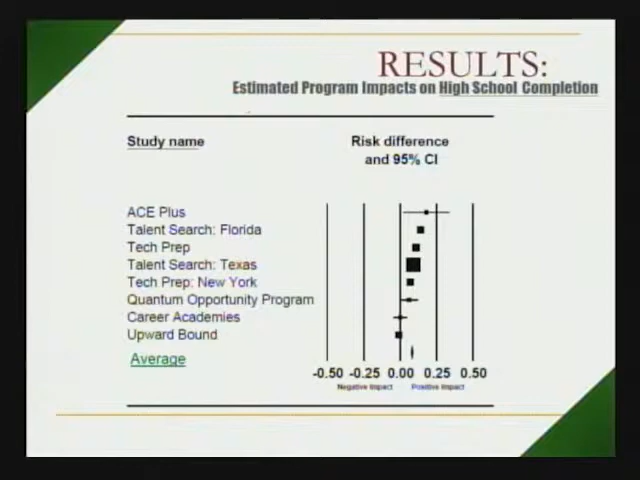 RESULTS:
Estimated Program Impacts on High School Completion
Study name
Risk difference
and 95% CI
ACE Plus
Talent Search: Florida
Tech Prep
Talent Search: Texas
Tech Prep: New York
Quantum Opportunity Program
Career Academies
Upward Bound
Average
-0.50 -0.25 0.00 0.25 0.50
Negative Impact Positive Impact